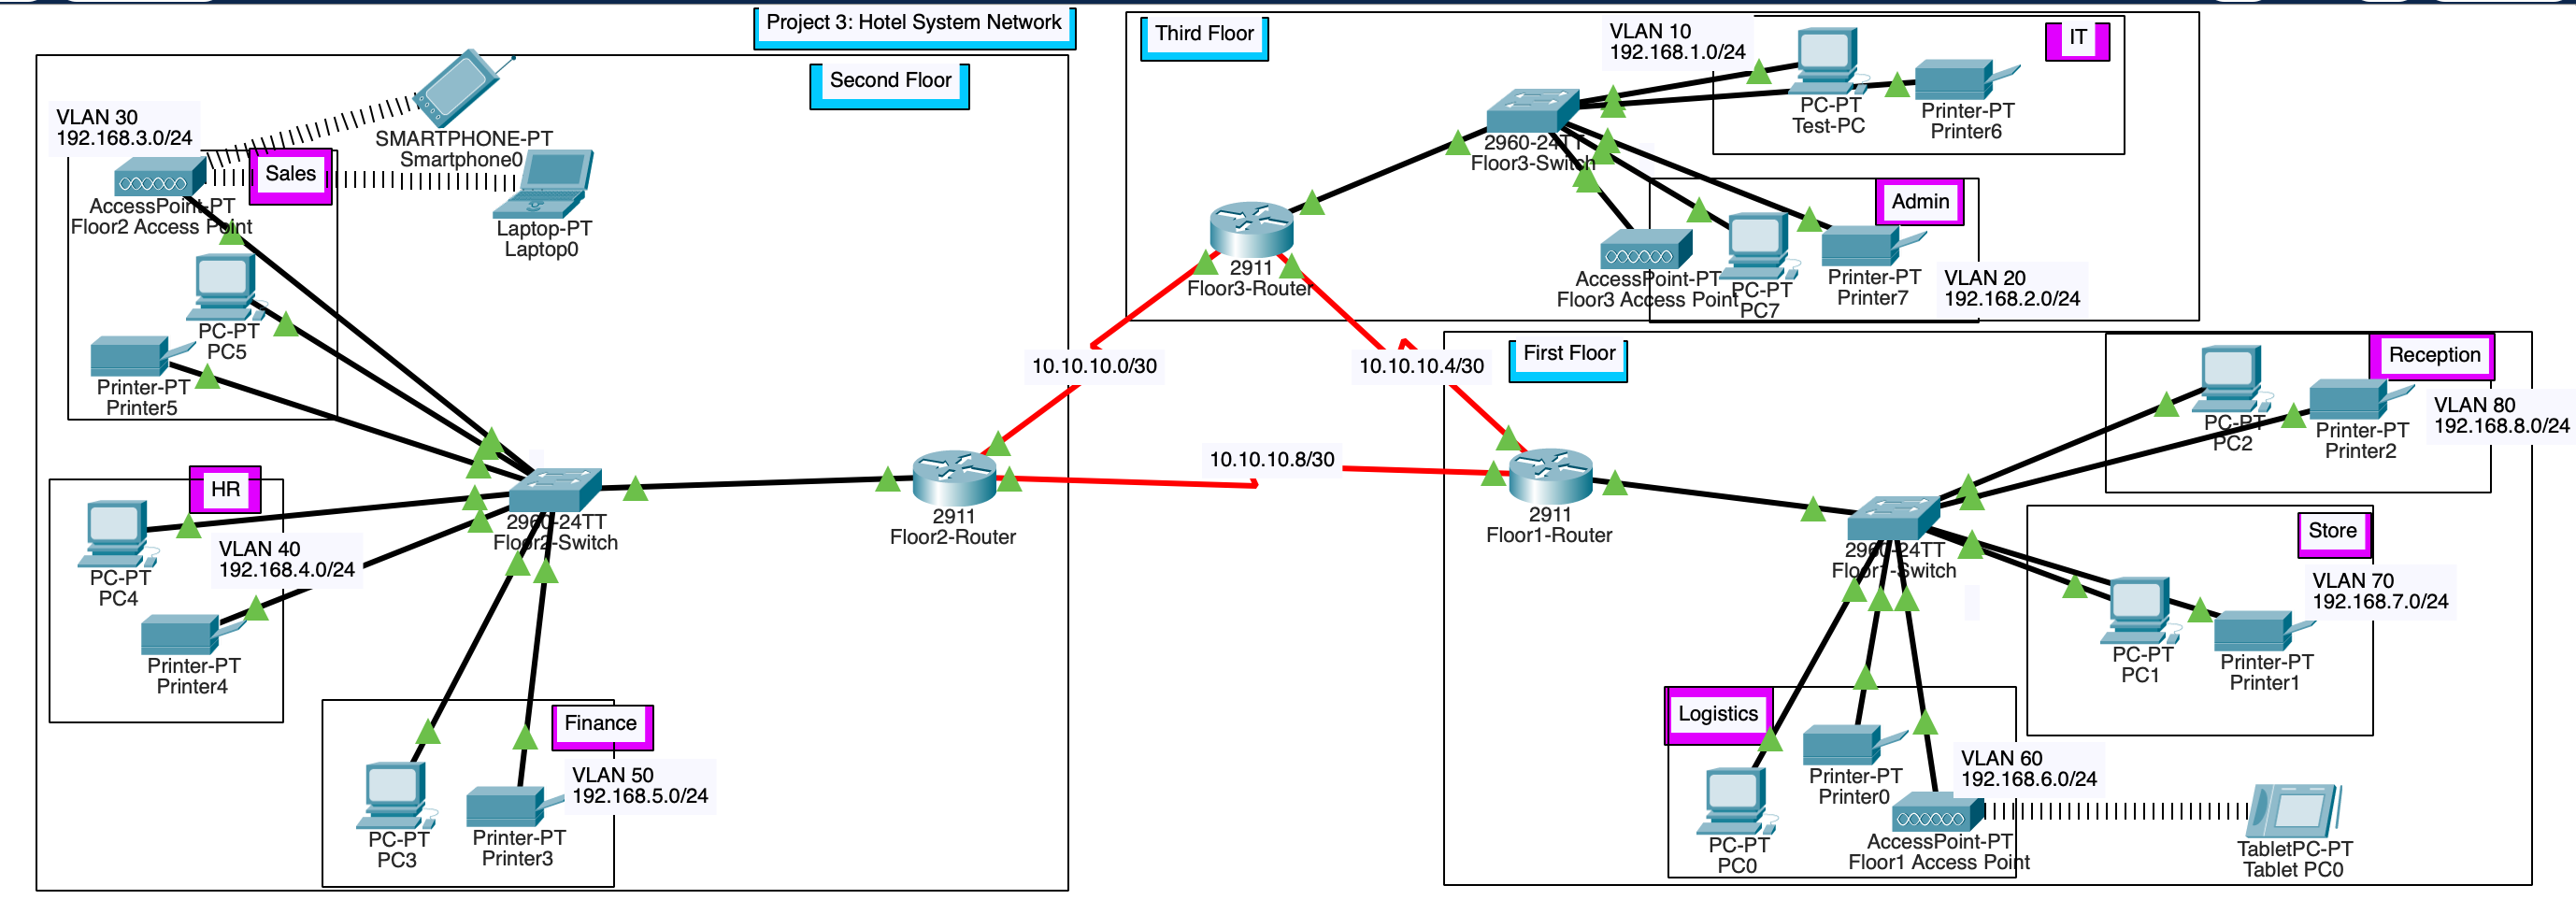 Project 3: Hotel System Network
Second Floor
VLAN 30
192.168.3.0/24
SMARTPHONE-PT
Smartphone0
Sales
AccessPoint-PT
Floor2 Access Point
Laptop-PT
Laptop0
PC-PT
PC5
Printer-PT
Printer5
HR
PC-PT
PC4
VLAN 40
192.168.4.0/24
Printer-PT
Printer4
2960-24TT
Floor2-Switch
2911
Floor2-Router
Finance
VLAN 50
192.168.5.0/24
PC-PT
PC3
Printer-PT
Printer3
Third Floor
VLAN 10
192.168.1.0/24
IT
PC-PT
Test-PC
Printer-PT
Printer6
2960-24TT
Floor3-Switch
Admin
2911
Floor3-Router
AccessPoint-PT
Floor3 Access Point
PC-PT
PC7
Printer-PT
Printer7
VLAN 20
192.168.2.0/24
10.10.10.0/30
10.10.10.4/30
10.10.10.8/30
First Floor
Reception
PC-PT
PC2
Printer-PT
Printer2
VLAN 80
192.168.8.0/24
2911
Floor1-Router
2960-24TT
Floor1-Switch
Store
VLAN 70
192.168.7.0/24
PC-PT
PC1
Printer-PT
Printer1
Logistics
VLAN 60
192.168.6.0/24
Printer-PT
Printer0
PC-PT
PC0
AccessPoint-PT
Floor1 Access Point
TabletPC-PT
Tablet PC0